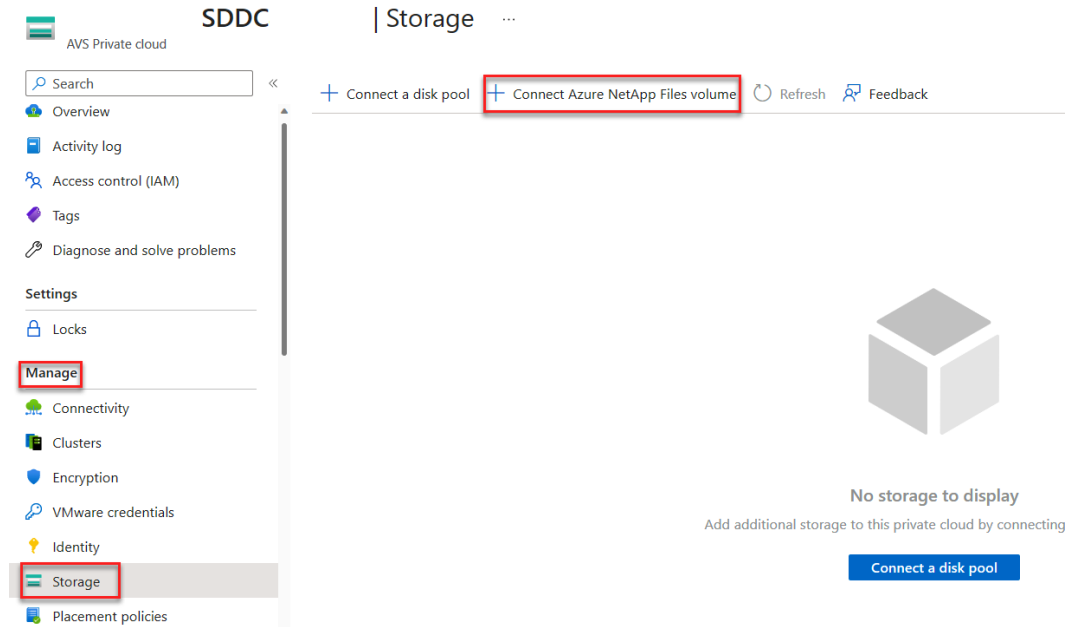 SDDC | Storage ...
AVS Private cloud
Search
«
Overview
Activity log
Access control (IAM)
Tags
Diagnose and solve problems
Settings
Locks
Manage
Connectivity
Clusters
Encryption
VMware credentials
Identity
Storage
Placement policies
Connect a disk pool
Connect Azure NetApp Files volume
Refresh
Feedback
No storage to display
Add additional storage to this private cloud by connecting
Connect a disk pool